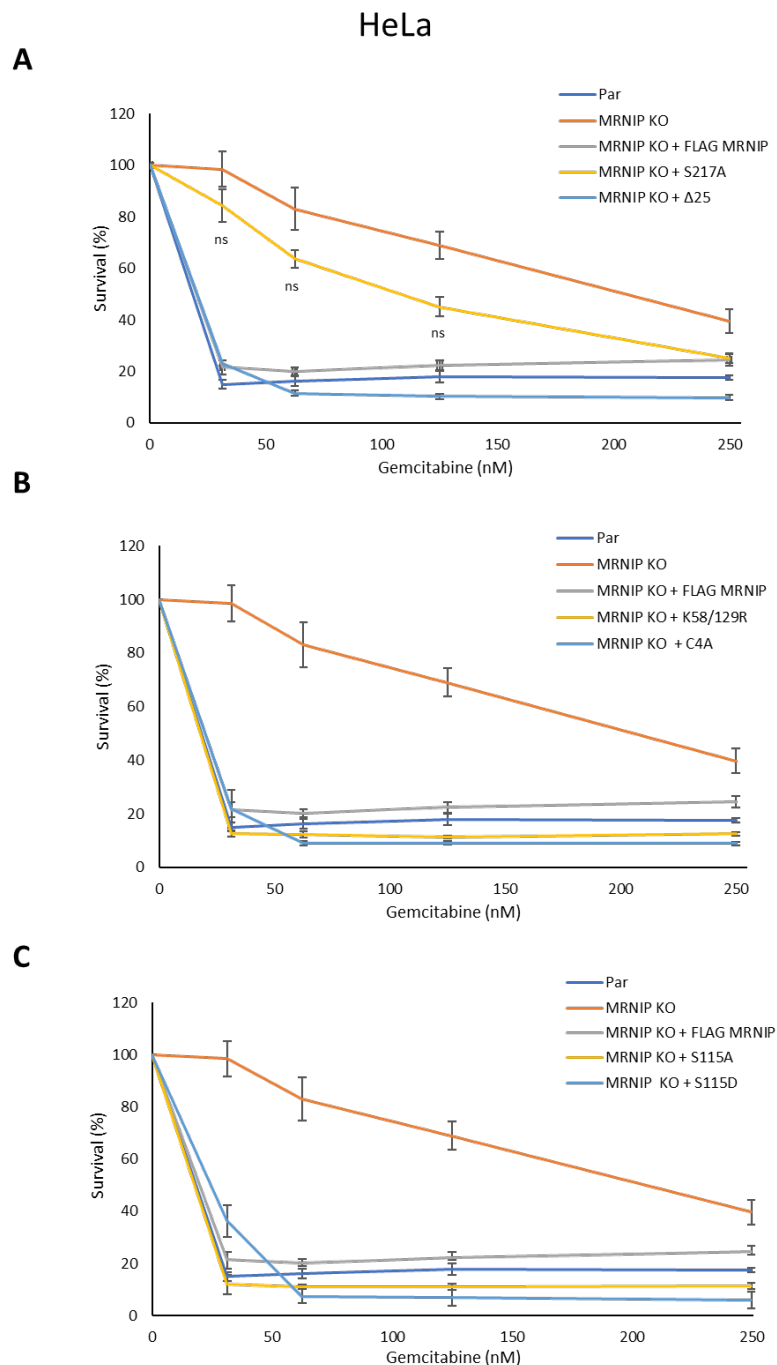 HeLa
A
120
100
80
60
40
20
0
Survival (%)
0 50 100 150 200 250
Gemcitabine (nM)
Par
MRNIP KO
MRNIP KO + FLAG MRNIP
MRNIP KO + S217A
MRNIP KO + Δ25
ns
ns
ns
B
120
100
80
60
40
20
0
Survival (%)
0 50 100 150 200 250
Gemcitabine (nM)
Par
MRNIP KO
MRNIP KO + FLAG MRNIP
MRNIP KO + K58/129R
MRNIP KO + C4A
C
120
100
80
60
40
20
0
Survival (%)
0 50 100 150 200 250
Gemcitabine (nM)
Par
MRNIP KO
MRNIP KO + FLAG MRNIP
MRNIP KO + S115A
MRNIP KO + S115D